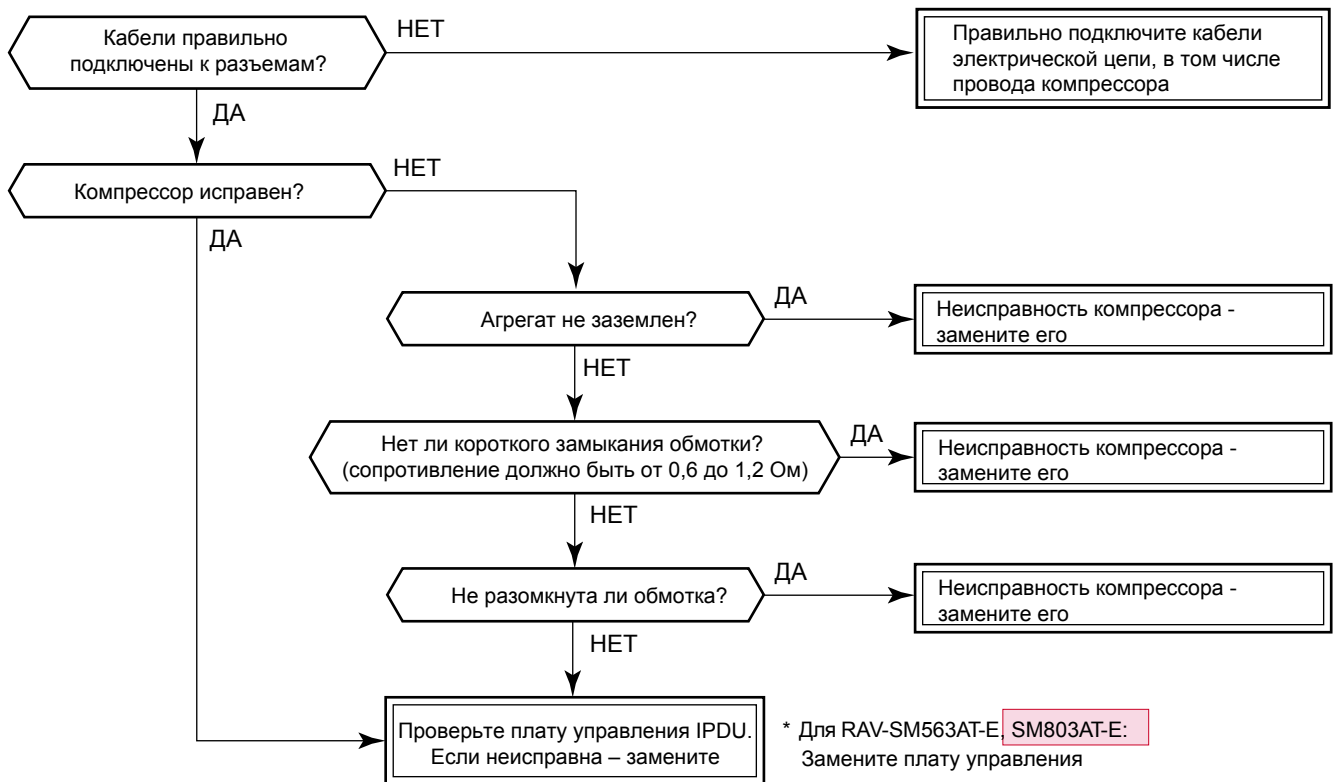 Кабели правильно
подключены к разъемам?
НЕТ
Правильно подключите кабели
электрической цепи, в том числе
провода компрессора
ДА
Компрессор исправен?
НЕТ
ДА
Агрегат не заземлен?
ДА
Неисправность компрессора -
замените его
НЕТ
Нет ли короткого замыкания обмотки?
(сопротивление должно быть от 0,6 до 1,2 Ом)
ДА
Неисправность компрессора -
замените его
НЕТ
Не разомкнута ли обмотка?
ДА
Неисправность компрессора -
замените его
НЕТ
Проверьте плату управления IPDU.
Если неисправна – замените
* Для RAV-SM563AT-E, SM803AT-E:
Замените плату управления